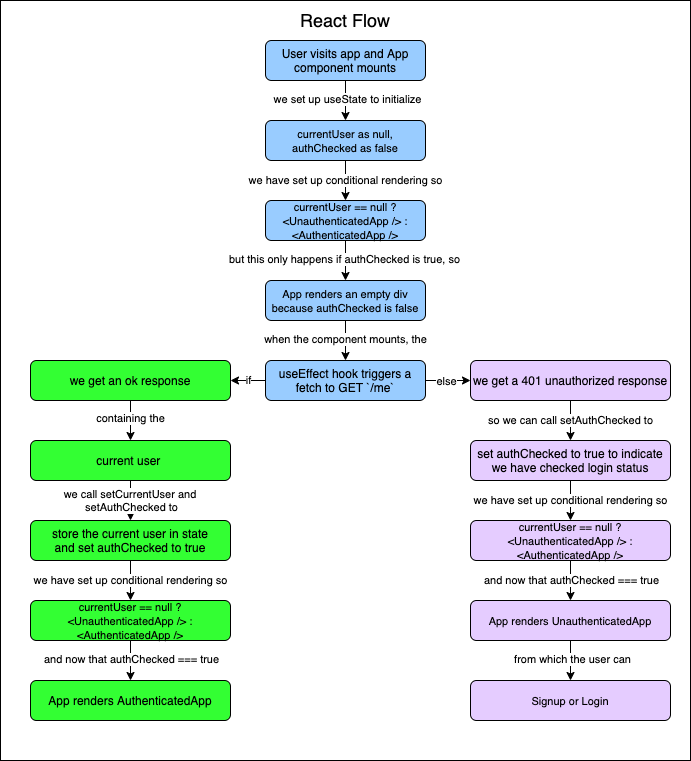 React Flow
User visits app and App
component mounts
we set up useState to initialize
currentUser as null,
authChecked as false
we have set up conditional rendering so
currentUser == null ?
<UnauthenticatedApp /> :
<AuthenticatedApp />
but this only happens if authChecked is true, so
App renders an empty div
because authChecked is false
when the component mounts, the
useEffect hook triggers a
fetch to GET `/me`
if
we get an ok response
containing the
current user
we call setCurrentUser and
setAuthChecked to
store the current user in state
and set authChecked to true
we have set up conditional rendering so
currentUser == null ?
<UnauthenticatedApp /> :
<AuthenticatedApp />
and now that authChecked === true
App renders AuthenticatedApp
else
we get a 401 unauthorized response
so we can call setAuthChecked to
set authChecked to true to indicate
we have checked login status
we have set up conditional rendering so
currentUser == null ?
<UnauthenticatedApp /> :
<AuthenticatedApp />
and now that authChecked === true
App renders UnauthenticatedApp
from which the user can
Signup or Login